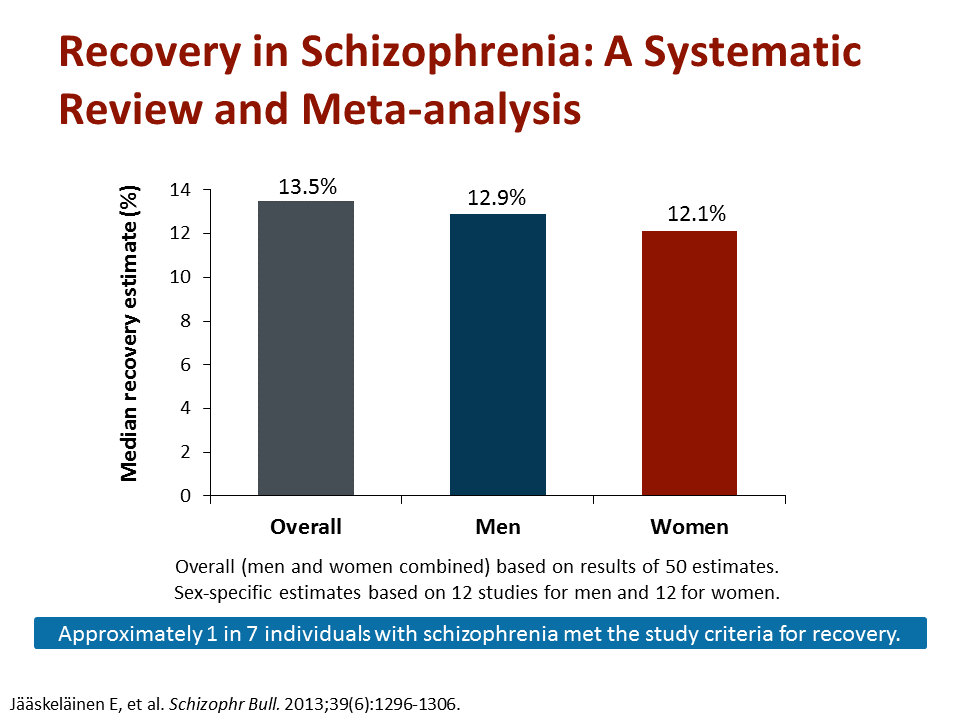 Recovery in Schizophrenia: A Systematic
Review and Meta-analysis
Median recovery estimate (%)
14
12
10
8
6
4
2
0
13.5%
12.9%
12.1%
Overall
Men
Women
Overall (men and women combined) based on results of 50 estimates.
Sex-specific estimates based on 12 studies for men and 12 for women.
Approximately 1 in 7 individuals with schizophrenia met the study criteria for recovery.
Jääskeläinen E, et al. Schizophr Bull. 2013;39(6):1296-1306.